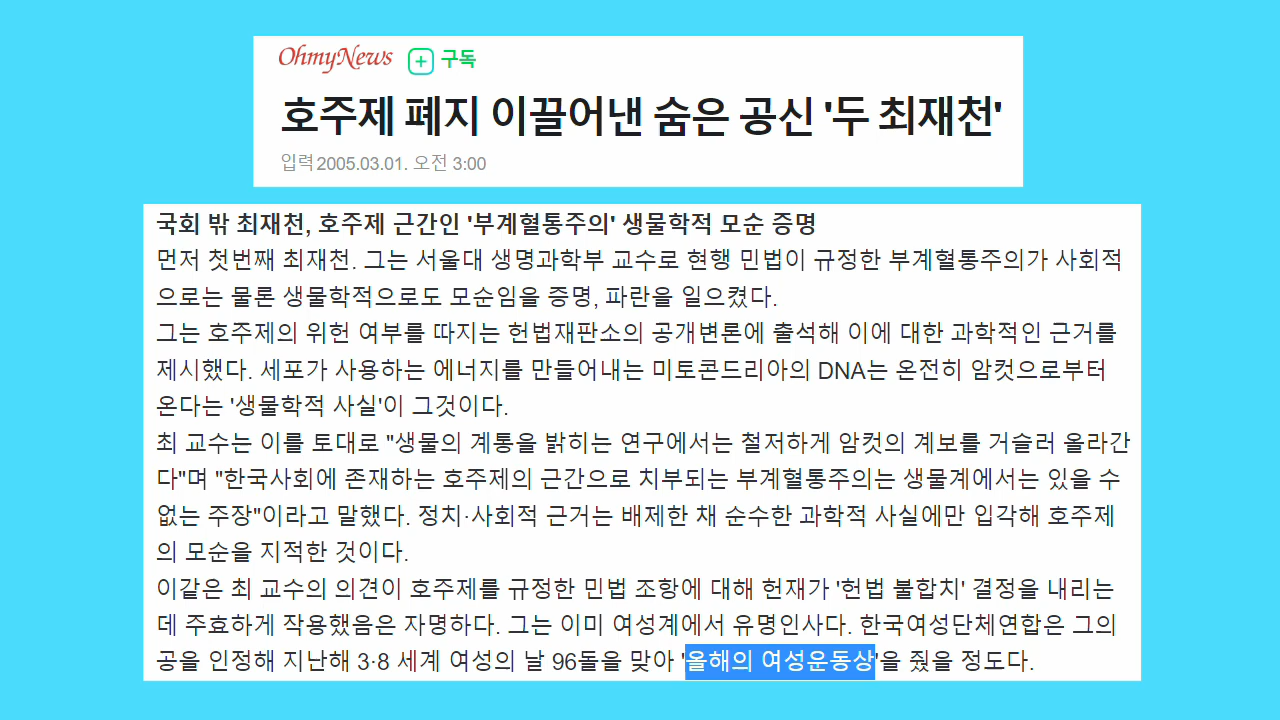 OhmyNews + 구독
호주제 폐지 이끌어낸 숨은 공신 '두 최재천'
입력 2005.03.01. 오전 3:00
국회 밖 최재천, 호주제 근간인 '부계혈통주의' 생물학적 모순 증명
먼저 첫번째 최재천. 그는 서울대 생명과학부 교수로 현행 민법이 규정한 부계혈통주의가 사회적
으로는 물론 생물학적으로도 모순임을 증명, 파란을 일으켰다.
그는 호주제의 위헌 여부를 따지는 헌법재판소의 공개변론에 출석해 이에 대한 과학적인 근거를
제시했다. 세포가 사용하는 에너지를 만들어내는 미토콘드리아의 DNA는 온전히 암컷으로부터
온다는 '생물학적 사실'이 그것이다.
최 교수는 이를 토대로 "생물의 계통을 밝히는 연구에서는 철저하게 암컷의 계보를 거슬러 올라간
다"며 "한국사회에 존재하는 호주제의 근간으로 치부되는 부계혈통주의는 생물계에서는 있을 수
없는 주장"이라고 말했다. 정치·사회적 근거는 배제한 채 순수한 과학적 사실에만 입각해 호주제
의 모순을 지적한 것이다.
이같은 최 교수의 의견이 호주제를 규정한 민법 조항에 대해 헌재가 '헌법 불합치' 결정을 내리는
데 주효하게 작용했음은 자명하다. 그는 이미 여성계에서 유명인사다. 한국여성단체연합은 그의
공을 인정해 지난해 3·8 세계 여성의 날 96돌을 맞아 '올해의 여성운동상'을 줬을 정도다.